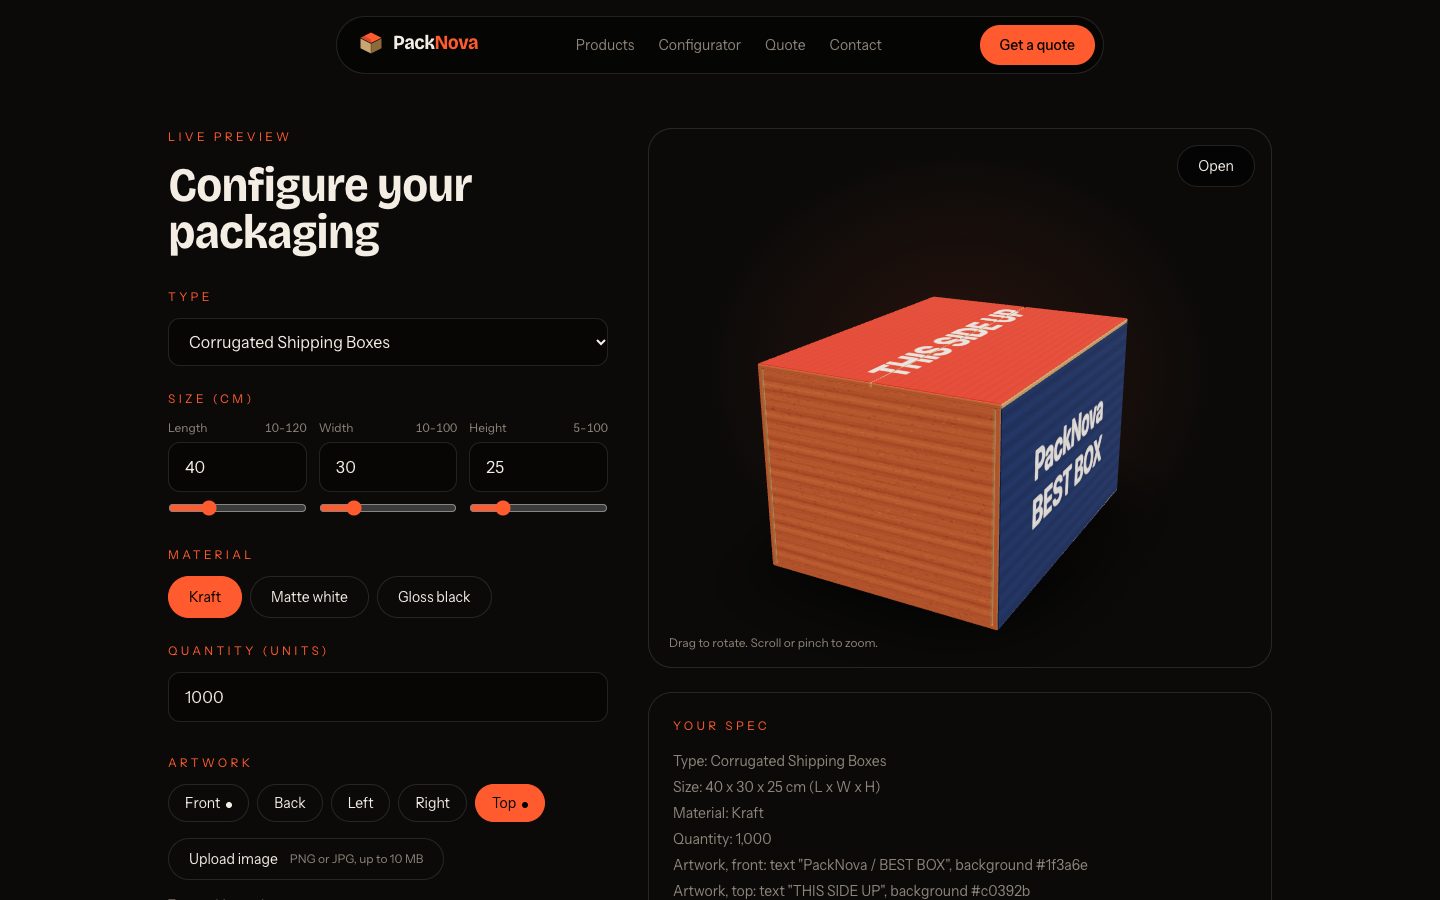 PackNova
Products
Configurator
Quote
Contact
Get a quote
LIVE PREVIEW
Configure your
packaging
TYPE
Corrugated Shipping Boxes
SIZE (CM)
Length 10–120
Width 10–100
Height 5–100
40
30
25
MATERIAL
Kraft
Matte white
Gloss black
QUANTITY (UNITS)
1000
ARTWORK
Front
Back
Left
Right
Top
Upload image PNG or JPG, up to 10 MB
Open
THIS SIDE UP
PackNova
BEST BOX
Drag to rotate. Scroll or pinch to zoom.
YOUR SPEC
Type: Corrugated Shipping Boxes
Size: 40 x 30 x 25 cm (L x W x H)
Material: Kraft
Quantity: 1,000
Artwork, front: text "PackNova / BEST BOX", background #1f3a6e
Artwork, top: text "THIS SIDE UP", background #c0392b